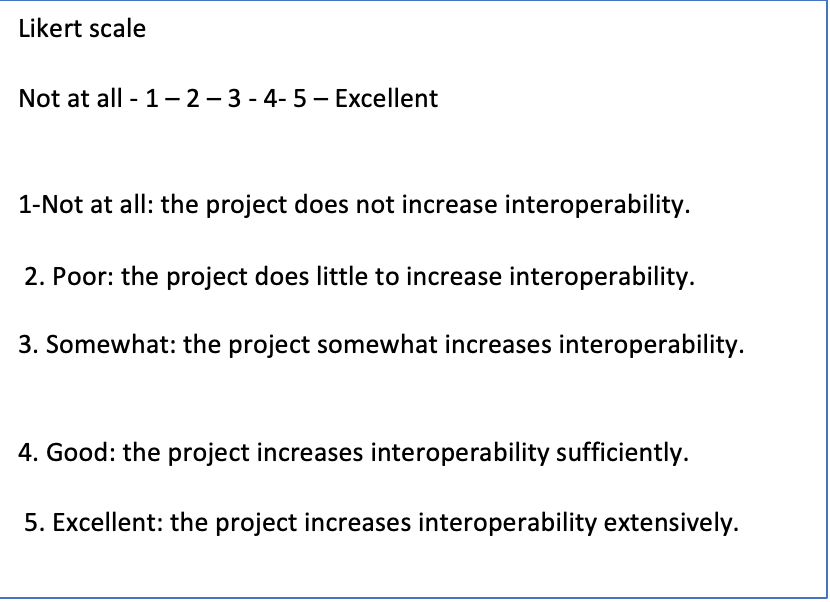 Likert scale
Not at all - 1 – 2 – 3 - 4- 5 – Excellent
1-Not at all: the project does not increase interoperability.
2. Poor: the project does little to increase interoperability.
3. Somewhat: the project somewhat increases interoperability.
4. Good: the project increases interoperability sufficiently.
5. Excellent: the project increases interoperability extensively.